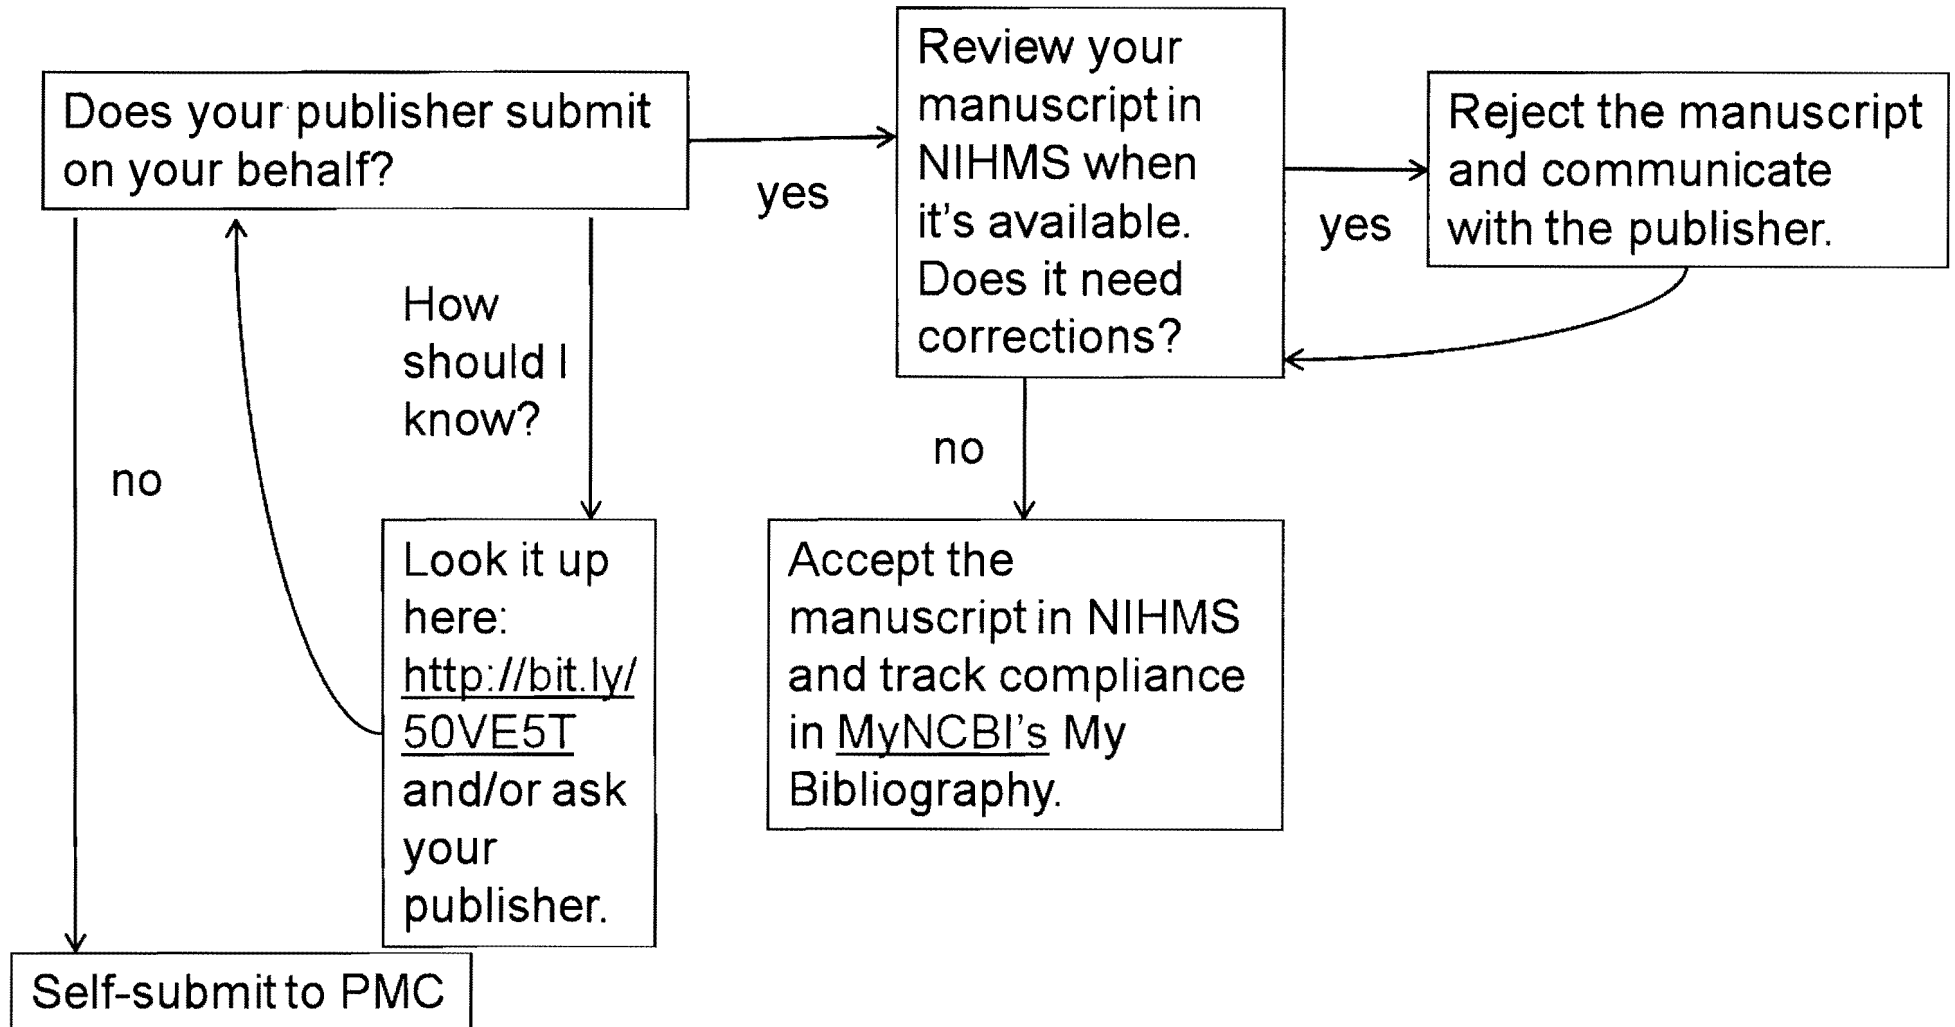 Does your publisher submit
on your behalf?
yes
Review your
manuscript in
NIHMS when
it's available.
Does it need
corrections?
yes
Reject the manuscript
and communicate
with the publisher.
How
should I
know?
no
no
Look it up
here:
http://bit.ly/
50VE5T
and/or ask
your
publisher.
Accept the
manuscript in NIHMS
and track compliance
in MyNCBI's My
Bibliography.
Self-submit to PMC